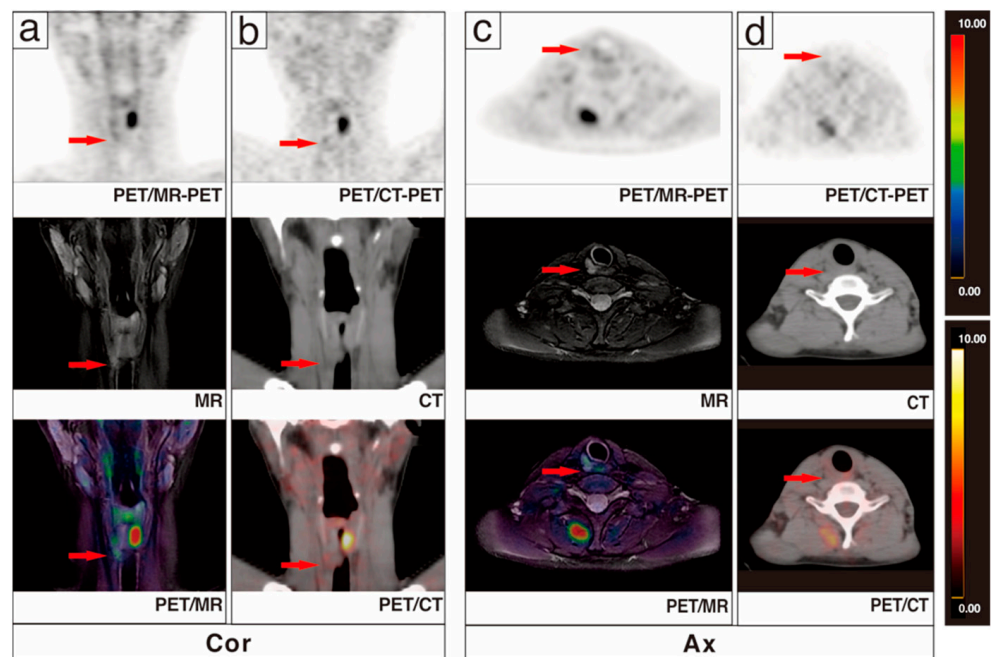 a
b
c
d
10.00
PET/MR-PET
PET/CT-PET
PET/MR-PET
PET/CT-PET
0.00
MR
CT
MR
CT
10.00
PET/MR
PET/CT
PET/MR
PET/CT
0.00
Cor
Ax